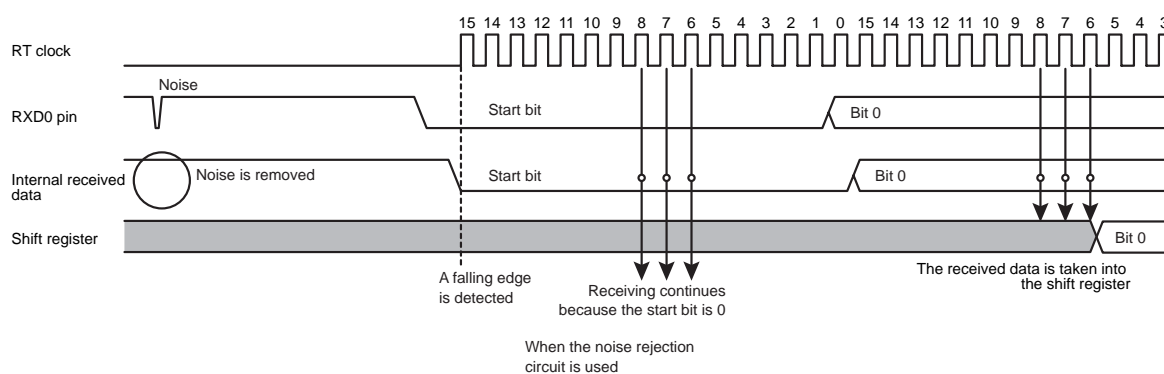 15 14 13 12 11 10 9 8 7 6 5 4 3 2 1 0 15 14 13 12 11 10 9 8 7 6 5 4 3
RT clock
Noise
RXD0 pin
Start bit
Bit 0
Internal received
data
Noise is removed
Start bit
Bit 0
Shift register
Bit 0
A falling edge
is detected
Receiving continues
because the start bit is 0
The received data is taken into
the shift register
When the noise rejection
circuit is used